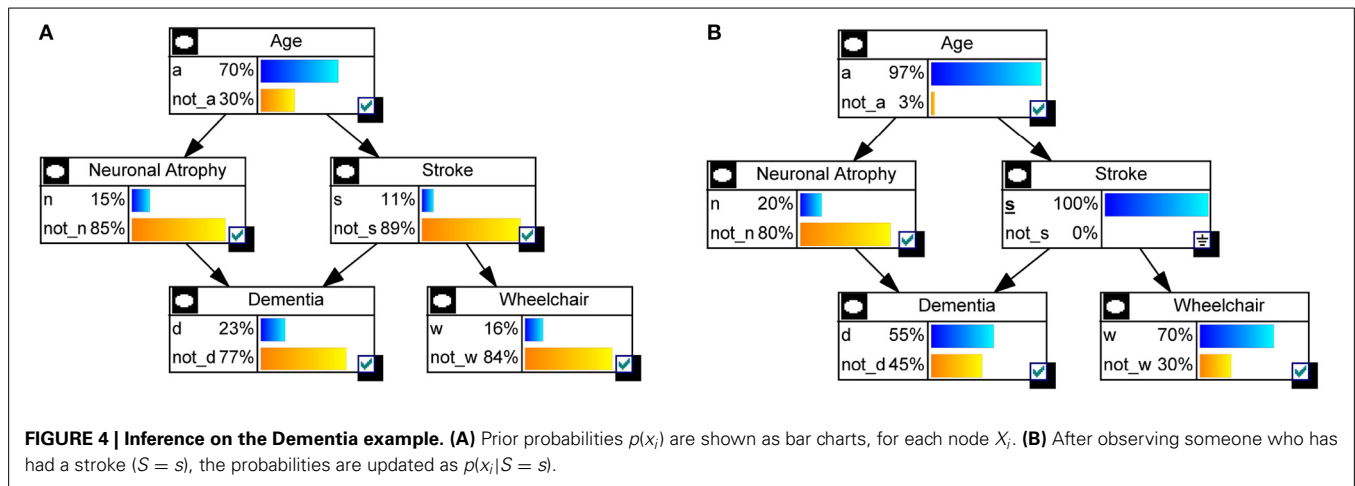 A
Age
a 70%
not_a 30%
Neuronal Atrophy
n 15%
not_n 85%
Stroke
s 11%
not_s 89%
Dementia
d 23%
not_d 77%
Wheelchair
w 16%
not_w 84%
B
Age
a 97%
not_a 3%
Neuronal Atrophy
n 20%
not_n 80%
Stroke
s 100%
not_s 0%
Dementia
d 55%
not_d 45%
Wheelchair
w 70%
not_w 30%
FIGURE 4 | Inference on the Dementia example. (A) Prior probabilities p(xᵢ) are shown as bar charts, for each node Xᵢ. (B) After observing someone who has
had a stroke (S = s), the probabilities are updated as p(xᵢ|S = s).